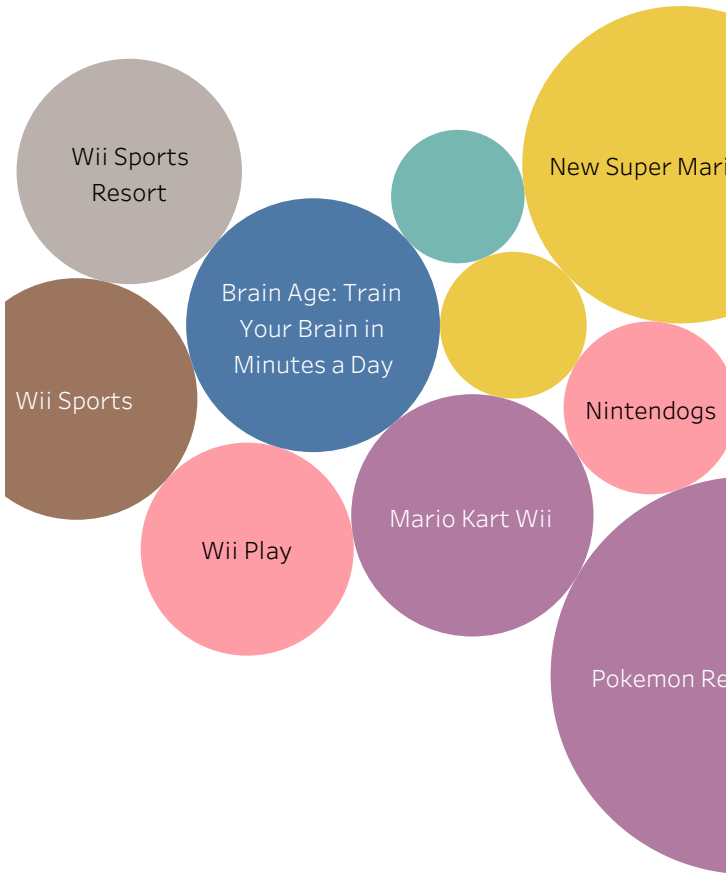 Wii Sports
Resort
New Super Mari
Brain Age: Train
Your Brain in
Minutes a Day
Wii Sports
Nintendogs
Mario Kart Wii
Wii Play
Pokemon Re